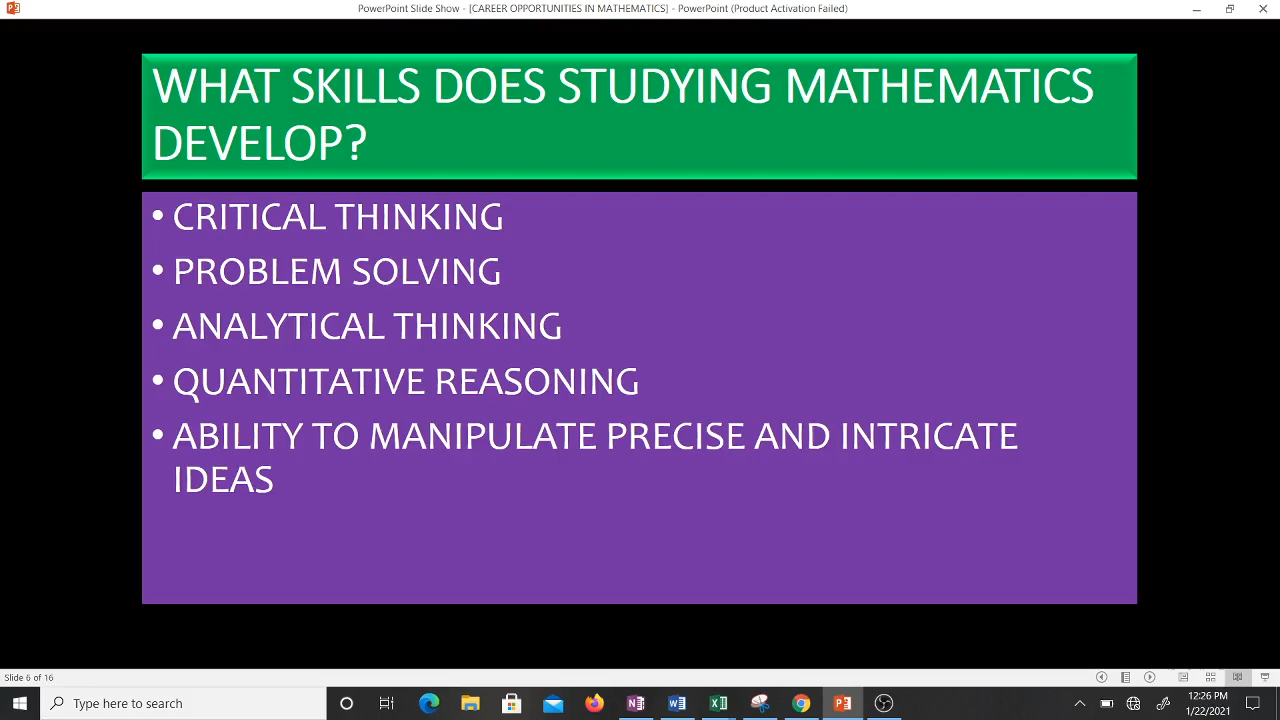 PowerPoint Slide Show - [CAREER OPPORTUNITIES IN MATHEMATICS] - PowerPoint (Product Activation Failed)
WHAT SKILLS DOES STUDYING MATHEMATICS
DEVELOP?
• CRITICAL THINKING
• PROBLEM SOLVING
• ANALYTICAL THINKING
• QUANTITATIVE REASONING
• ABILITY TO MANIPULATE PRECISE AND INTRICATE
IDEAS
Slide 6 of 16
Type here to search
12:26 PM
1/22/2021